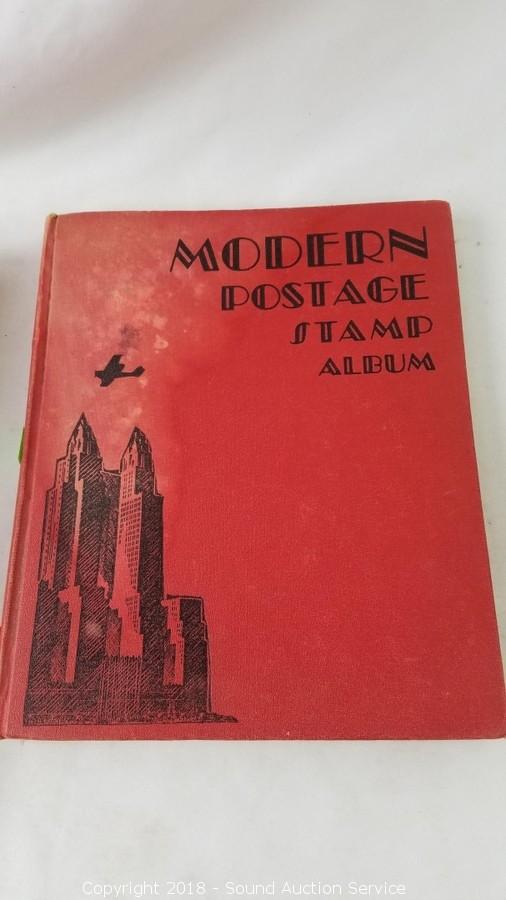 MODERN
POSTAGE
STAMP
ALBUM
Copyright 2018 - Sound Auction Service